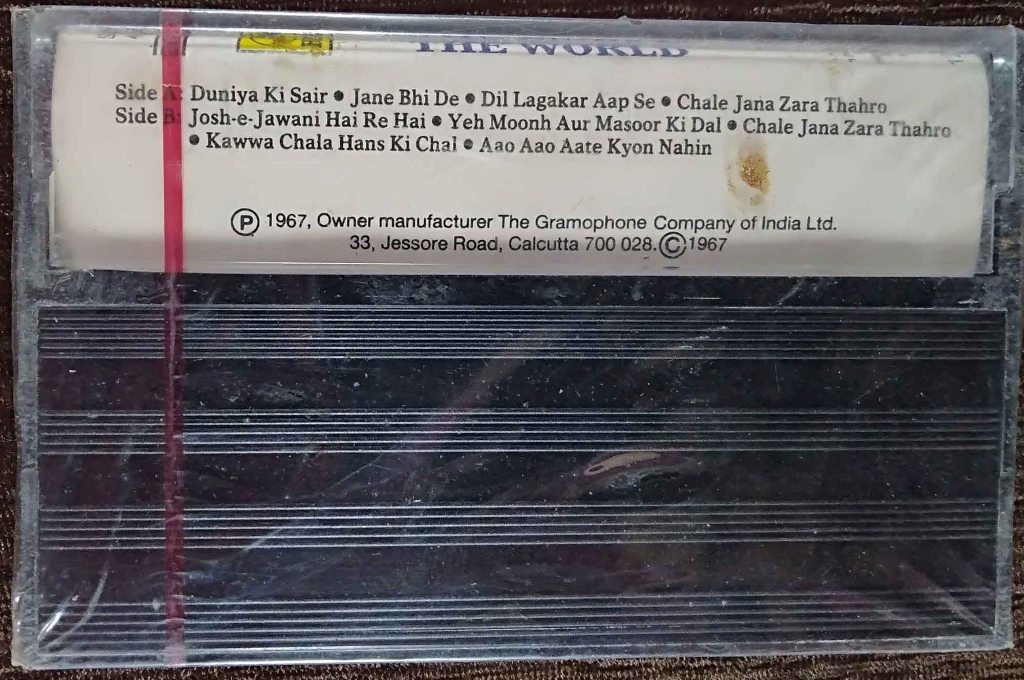 THE WORLD
Side A: Duniya Ki Sair • Jane Bhi De • Dil Lagakar Aap Se • Chale Jana Zara Thahro
Side B: Josh-e-Jawani Hai Re Hai • Yeh Moonh Aur Masoor Ki Dal • Chale Jana Zara Thahro
• Kawwa Chala Hans Ki Chal • Aao Aao Aate Kyon Nahin
Ⓟ 1967, Owner manufacturer The Gramophone Company of India Ltd.
33, Jessore Road, Calcutta 700 028. © 1967